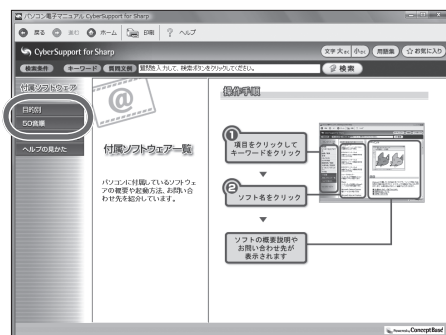 パソコン電子マニュアル CyberSupport for Sharp
戻る 進む ホーム 印刷 ? ヘルプ
CyberSupport for Sharp
文字 大きく 小さく 用語集 ☆お気に入り
検索条件 キーワード 質問文例 質問を入力して、検索ボタンをクリックしてください。 検索
付属ソフトウェア
目的別
50音順
ヘルプの見かた
@
付属ソフトウェア一覧
パソコンに付属しているソフトウェ
アの概要や起動方法、お問い合
わせ先を紹介しています。
操作手順
1
項目をクリックして
キーワードをクリック
2
ソフト名をクリック
ソフトの概要説明や
お問い合わせ先が
表示されます
Powered by ConceptBase